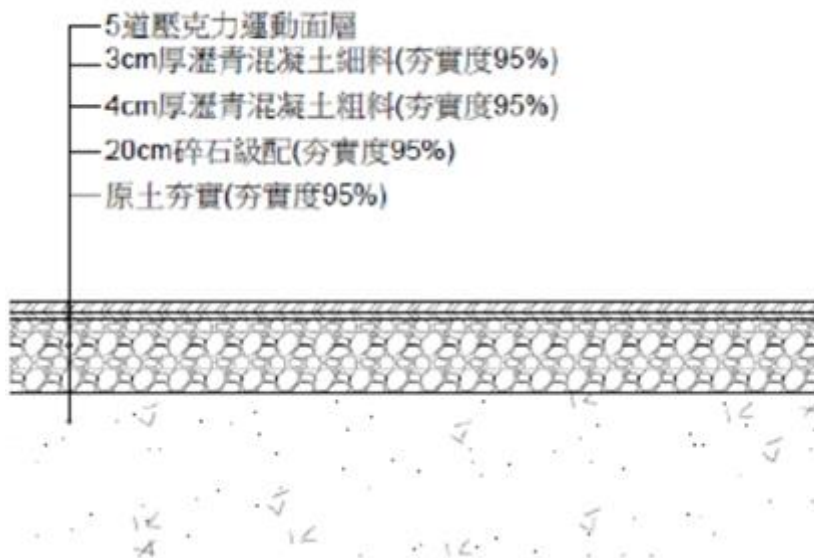 5道壓克力運動面層
3cm厚瀝青混凝土細料(夯實度95%)
4cm厚瀝青混凝土粗料(夯實度95%)
20cm碎石級配(夯實度95%)
原土夯實(夯實度95%)